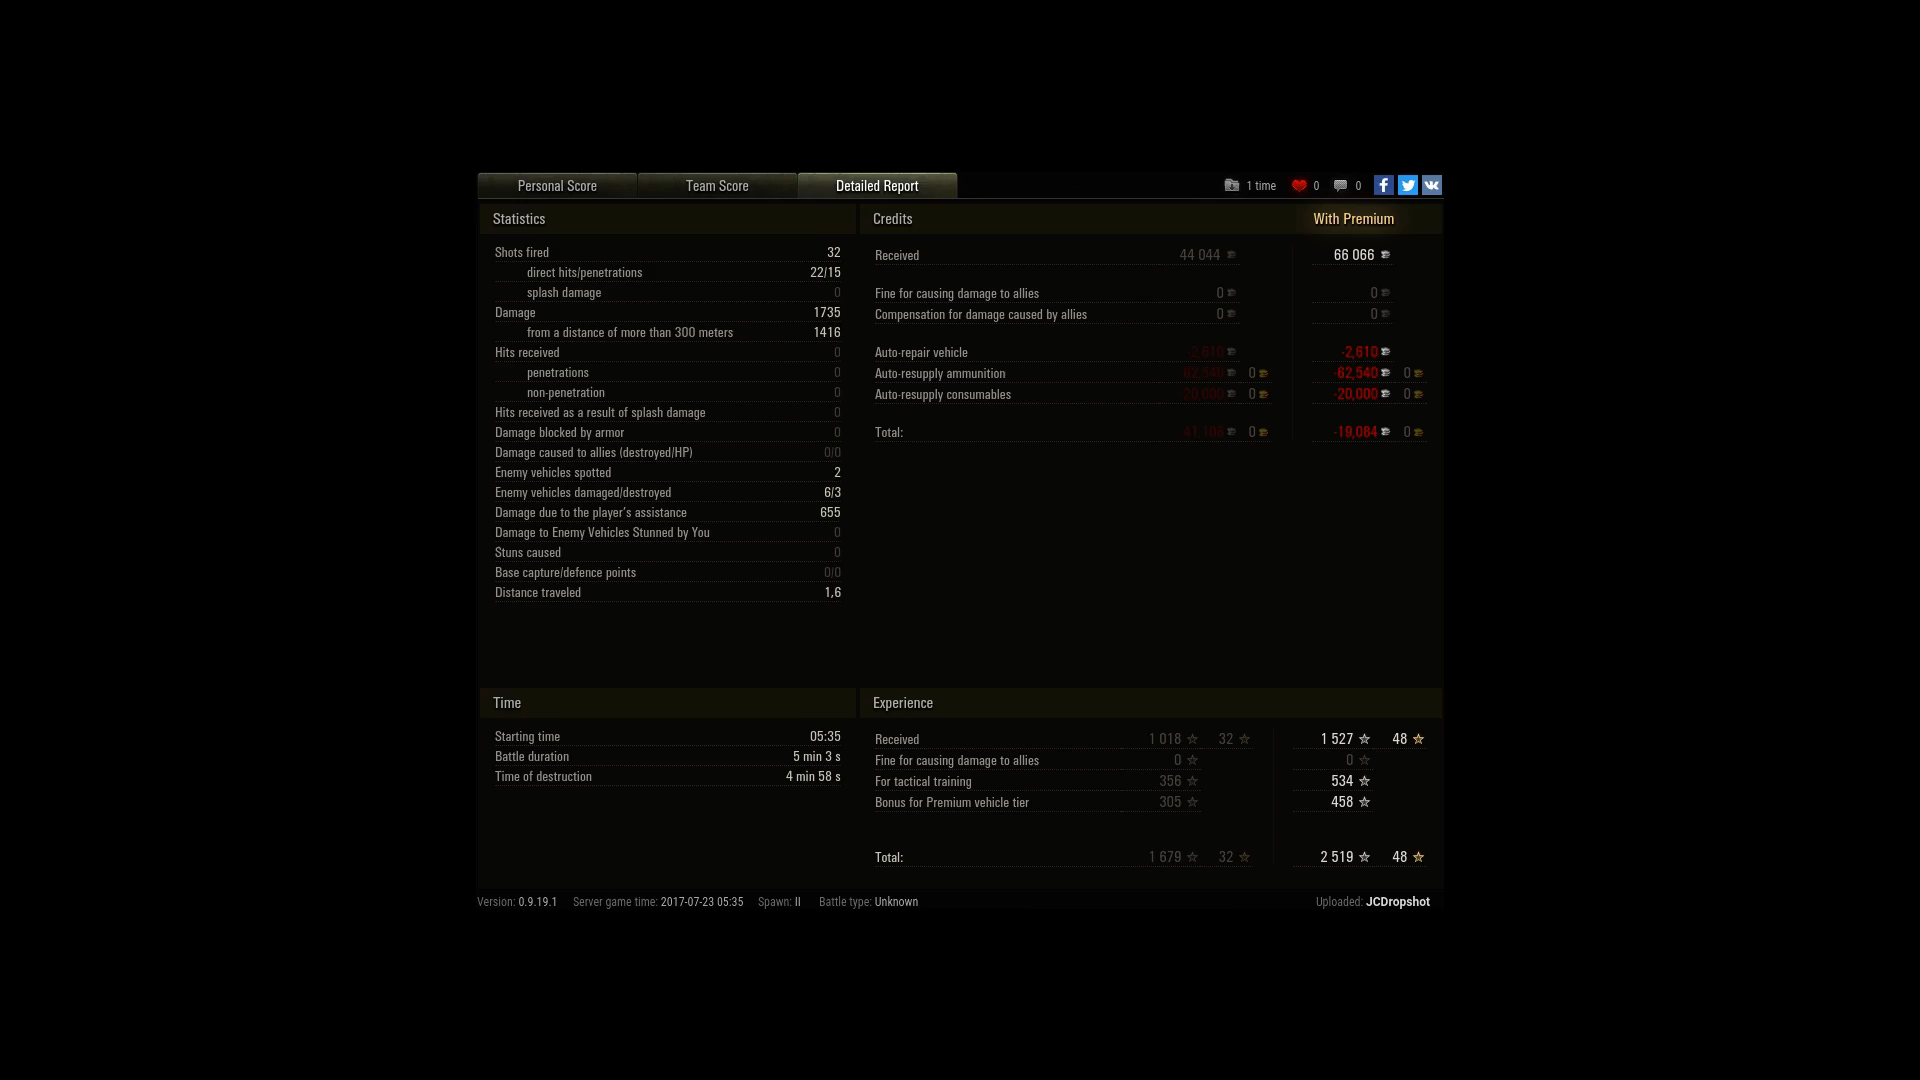 Personal Score Team Score Detailed Report 1 time 0 0
Statistics
Shots fired 32
direct hits/penetrations 22/15
splash damage 0
Damage 1735
from a distance of more than 300 meters 1416
Hits received 0
penetrations 0
non-penetration 0
Hits received as a result of splash damage 0
Damage blocked by armor 0
Damage caused to allies (destroyed/HP) 0/0
Enemy vehicles spotted 2
Enemy vehicles damaged/destroyed 6/3
Damage due to the player's assistance 655
Damage to Enemy Vehicles Stunned by You 0
Stuns caused 0
Base capture/defence points 0/0
Distance traveled 1,6
Credits With Premium
Received 44 044 66 066
Fine for causing damage to allies 0 0
Compensation for damage caused by allies 0 0
Auto-repair vehicle -2,610 -2,610
Auto-resupply ammunition -62,540 0 -62,540 0
Auto-resupply consumables -20,000 0 -20,000 0
Total: 0 -19,084 0
Time
Starting time 05:35
Battle duration 5 min 3 s
Time of destruction 4 min 58 s
Experience
Received 1 018 32 1 527 48
Fine for causing damage to allies 0 0
For tactical training 356 534
Bonus for Premium vehicle tier 305 458
Total: 1 679 32 2 519 48
Version: 0.9.19.1 Server game time: 2017-07-23 05:35 Spawn: II Battle type: Unknown Uploaded: JCDropshot